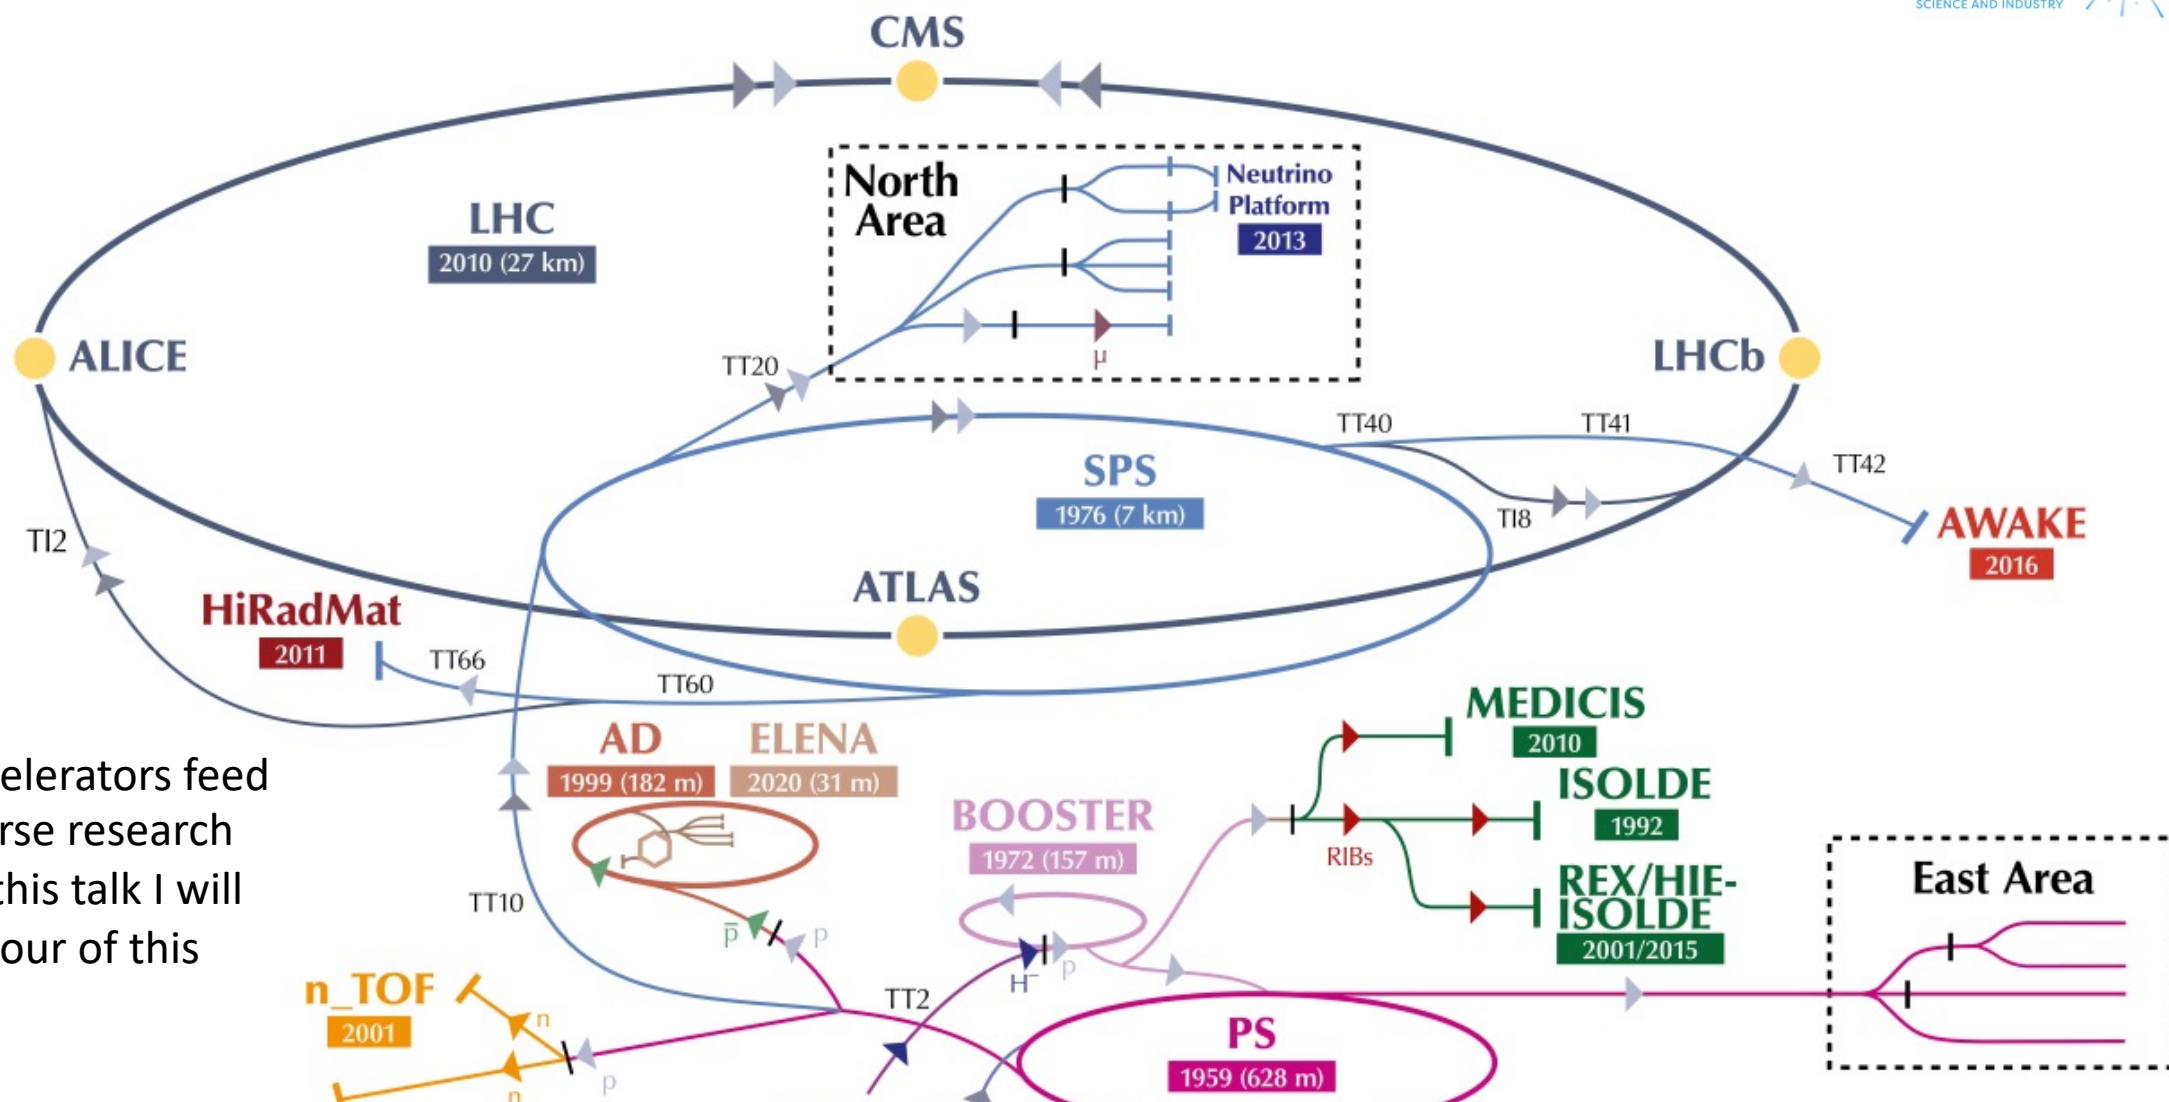 SCIENCE AND INDUSTRY
CMS
North
Area
Neutrino
Platform
2013
LHC
2010 (27 km)
ALICE
LHCb
TT20
μ
TT40
TT41
TT42
SPS
1976 (7 km)
TI8
TI2
AWAKE
2016
ATLAS
HiRadMat
2011
TT66
TT60
MEDICIS
2010
AD
1999 (182 m)
ELENA
2020 (31 m)
elerators feed
rse research
this talk I will
our of this
BOOSTER
1972 (157 m)
ISOLDE
1992
RIBs
REX/HIE-
ISOLDE
2001/2015
East Area
TT10
p̅
p
H⁻
p
n_TOF
2001
n
TT2
PS
1959 (628 m)
p
n